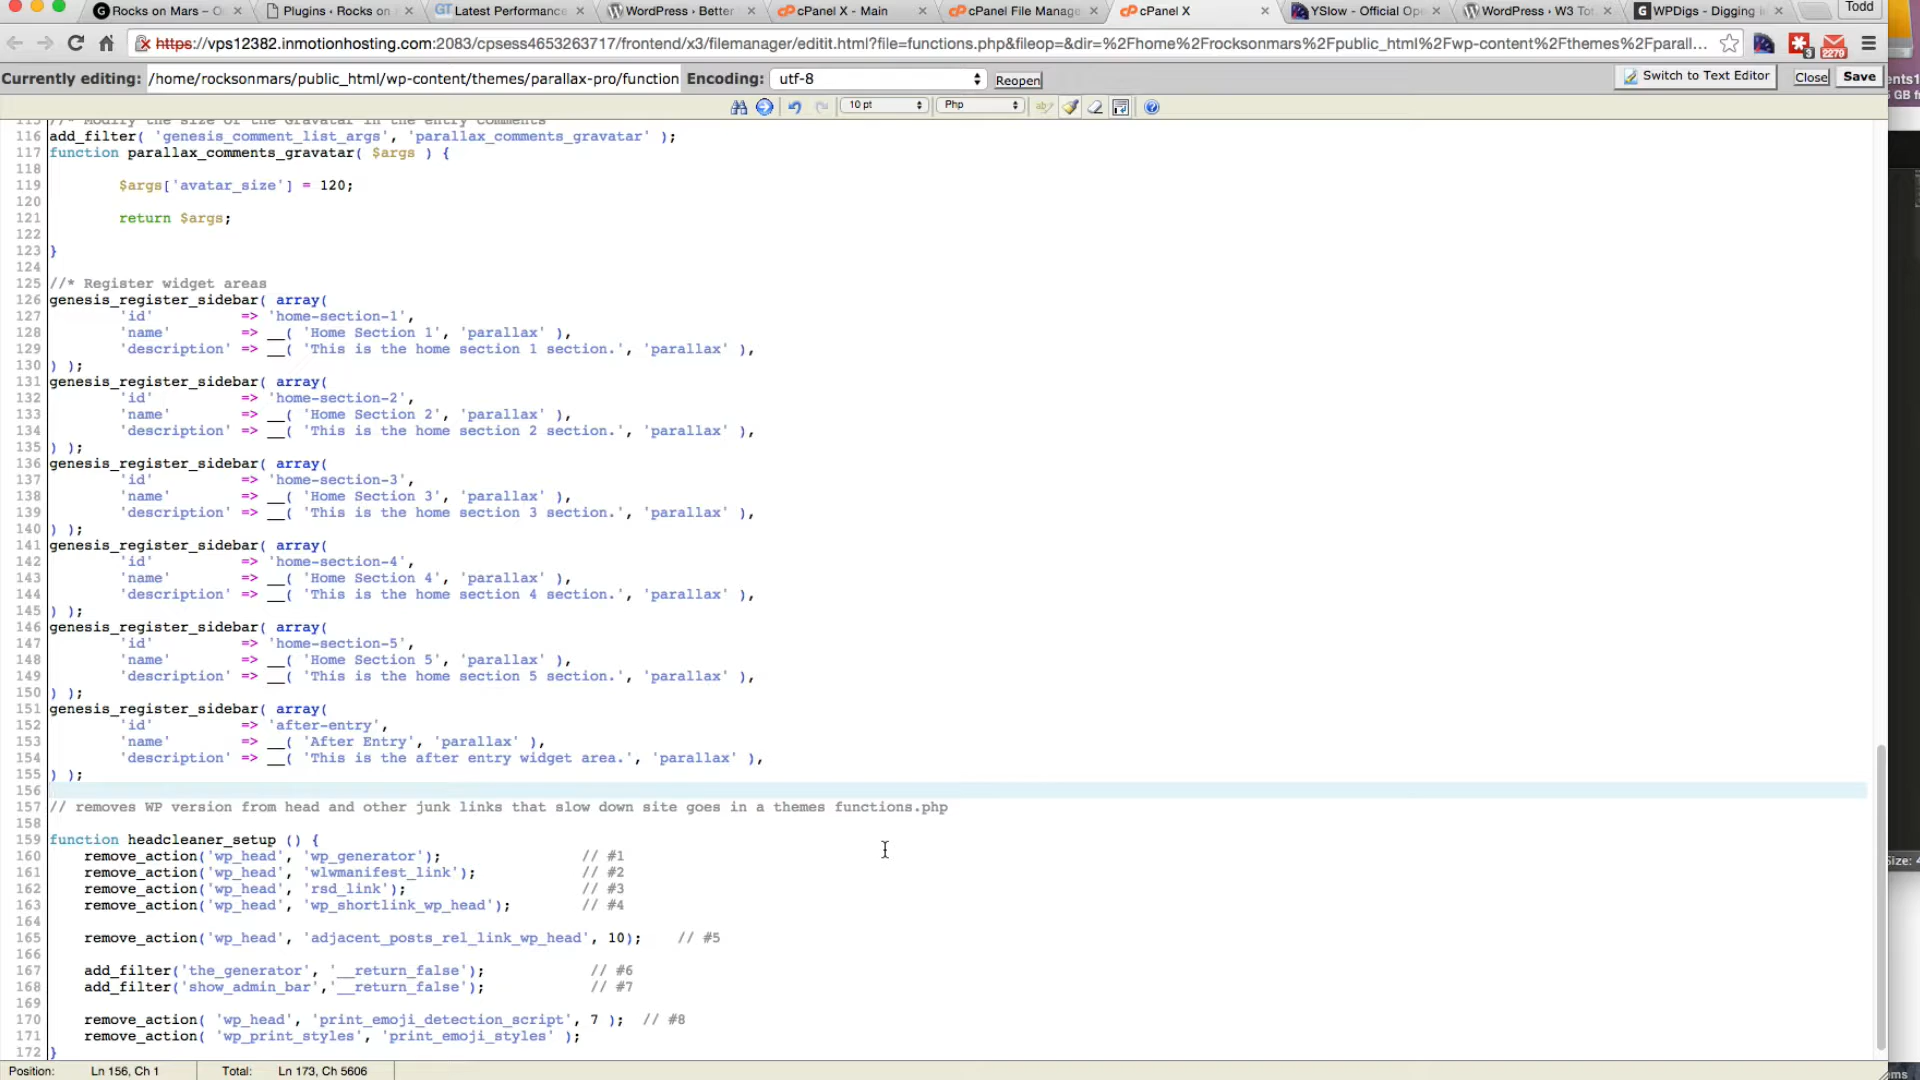 Rocks on Mars – O
Plugins ‹ Rocks on
Latest Performance
WordPress › Better
cPanel X - Main
cPanel File Manage
cPanel X
YSlow - Official Op
WordPress › W3 Tot
WPDigs - Digging i
Todd
https://vps12382.inmotionhosting.com:2083/cpsess4653263717/frontend/x3/filemanager/editit.html?file=functions.php&fileop=&dir=%2Fhome%2Frocksonmars%2Fpublic_html%2Fwp-content%2Fthemes%2Fparall...
3
2279
Currently editing: /home/rocksonmars/public_html/wp-content/themes/parallax-pro/function Encoding: utf-8 Reopen Switch to Text Editor Close Save
10 pt Php
115 //* Modify the size of the Gravatar in the entry comments
116 add_filter( 'genesis_comment_list_args', 'parallax_comments_gravatar' );
117 function parallax_comments_gravatar( $args ) {
118
119 $args['avatar_size'] = 120;
120
121 return $args;
122
123 }
124
125 //* Register widget areas
126 genesis_register_sidebar( array(
127 'id' => 'home-section-1',
128 'name' => __( 'Home Section 1', 'parallax' ),
129 'description' => __( 'This is the home section 1 section.', 'parallax' ),
130 ) );
131 genesis_register_sidebar( array(
132 'id' => 'home-section-2',
133 'name' => __( 'Home Section 2', 'parallax' ),
134 'description' => __( 'This is the home section 2 section.', 'parallax' ),
135 ) );
136 genesis_register_sidebar( array(
137 'id' => 'home-section-3',
138 'name' => __( 'Home Section 3', 'parallax' ),
139 'description' => __( 'This is the home section 3 section.', 'parallax' ),
140 ) );
141 genesis_register_sidebar( array(
142 'id' => 'home-section-4',
143 'name' => __( 'Home Section 4', 'parallax' ),
144 'description' => __( 'This is the home section 4 section.', 'parallax' ),
145 ) );
146 genesis_register_sidebar( array(
147 'id' => 'home-section-5',
148 'name' => __( 'Home Section 5', 'parallax' ),
149 'description' => __( 'This is the home section 5 section.', 'parallax' ),
150 ) );
151 genesis_register_sidebar( array(
152 'id' => 'after-entry',
153 'name' => __( 'After Entry', 'parallax' ),
154 'description' => __( 'This is the after entry widget area.', 'parallax' ),
155 ) );
156
157 // removes WP version from head and other junk links that slow down site goes in a themes functions.php
158
159 function headcleaner_setup () {
160 remove_action('wp_head', 'wp_generator'); // #1
161 remove_action('wp_head', 'wlwmanifest_link'); // #2
162 remove_action('wp_head', 'rsd_link'); // #3
163 remove_action('wp_head', 'wp_shortlink_wp_head'); // #4
164
165 remove_action('wp_head', 'adjacent_posts_rel_link_wp_head', 10); // #5
166
167 add_filter('the_generator', '__return_false'); // #6
168 add_filter('show_admin_bar','__return_false'); // #7
169
170 remove_action( 'wp_head', 'print_emoji_detection_script', 7 ); // #8
171 remove_action( 'wp_print_styles', 'print_emoji_styles' );
172 }
Position: Ln 156, Ch 1 Total: Ln 173, Ch 5606